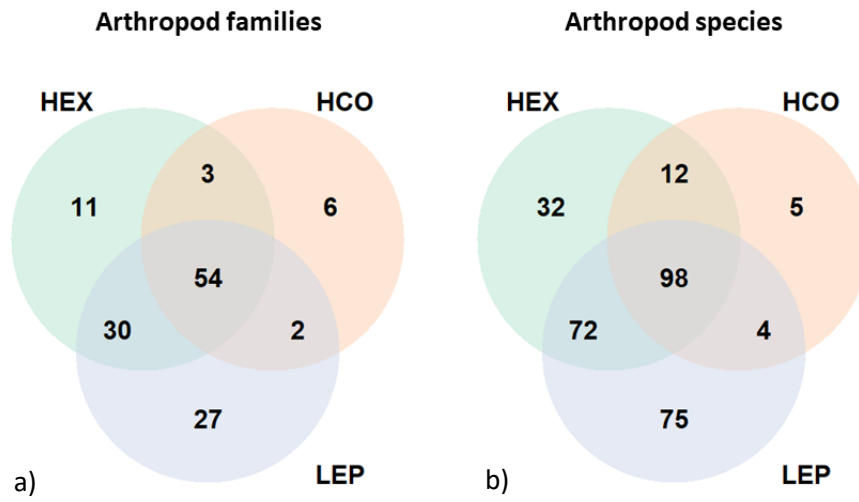 Arthropod families
HEX
HCO
3
11
6
54
30
2
27
LEP
a)
Arthropod species
HEX
HCO
12
32
5
98
72
4
75
LEP
b)